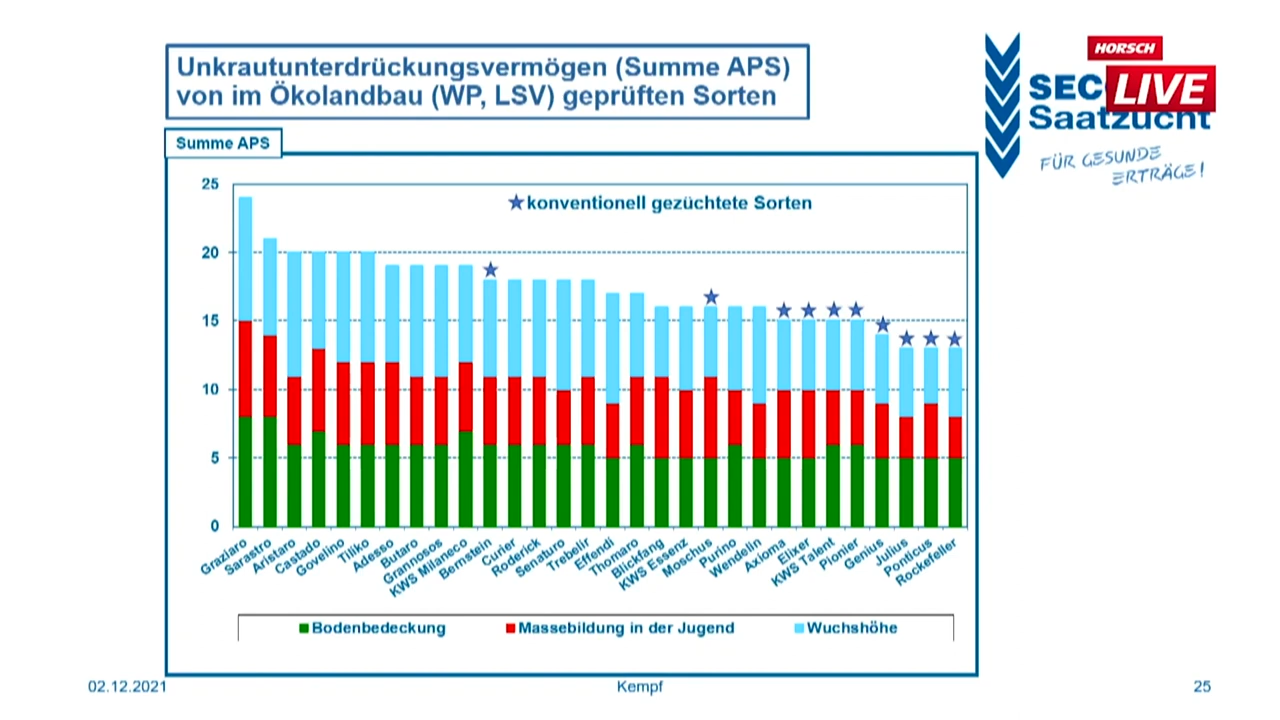 Unkrautunterdrückungsvermögen (Summe APS)
von im Ökolandbau (WP, LSV) geprüften Sorten
HORSCH
LIVE
SEC
Saatzucht
FÜR GESUNDE
ERTRÄGE!
Summe APS
25
20
15
10
5
0
konventionell gezüchtete Sorten
Graziaro
Sarastro
Aristaro
Castado
Govelino
Tiliko
Adesso
Butaro
Grannosos
KWS Milaneco
Bernstein
Curier
Roderick
Senaturo
Trebelir
Effendi
Thomaro
Blickfang
KWS Essenz
Moschus
Purino
Wendelin
Axioma
Elixer
KWS Talent
Pionier
Genius
Julius
Ponticus
Rockefeller
Bodenbedeckung
Massebildung in der Jugend
Wuchshöhe
02.12.2021
Kempf
25